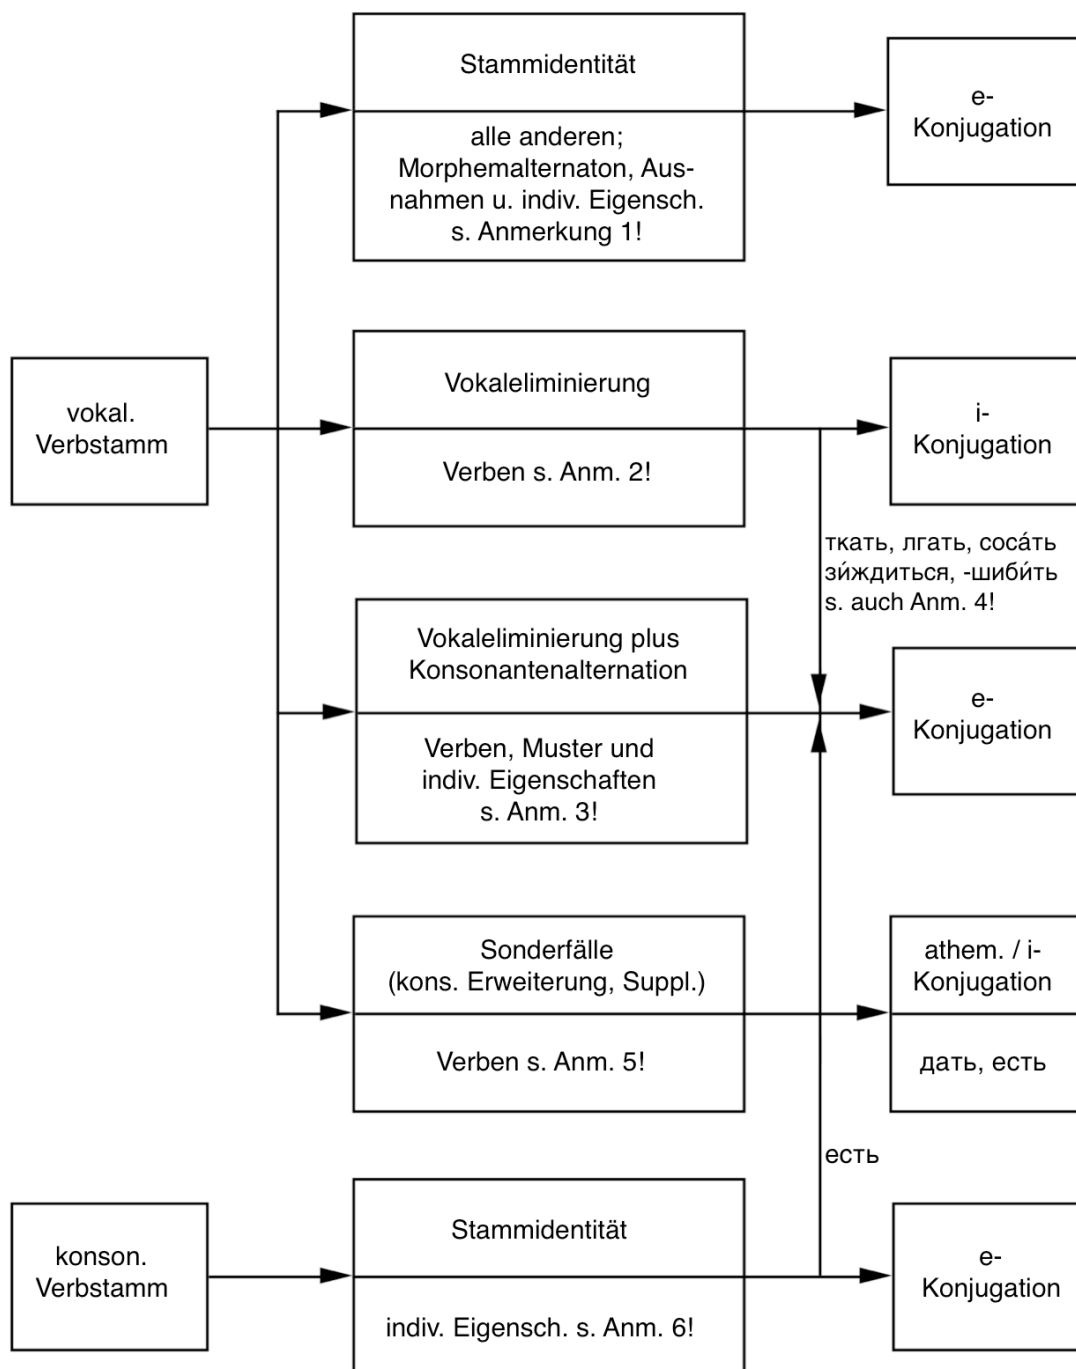 Stammidentität
alle anderen;
Morphemalternaton, Aus-
nahmen u. indiv. Eigensch.
s. Anmerkung 1!
e-
Konjugation
vokal.
Verbstamm
Vokaleliminierung
Verben s. Anm. 2!
i-
Konjugation
ткать, лгать, соса́ть
зи́ждиться, -шиби́ть
s. auch Anm. 4!
Vokaleliminierung plus
Konsonantenalternation
Verben, Muster und
indiv. Eigenschaften
s. Anm. 3!
e-
Konjugation
Sonderfälle
(kons. Erweiterung, Suppl.)
Verben s. Anm. 5!
athem. / i-
Konjugation
дать, есть
есть
konson.
Verbstamm
Stammidentität
indiv. Eigensch. s. Anm. 6!
e-
Konjugation